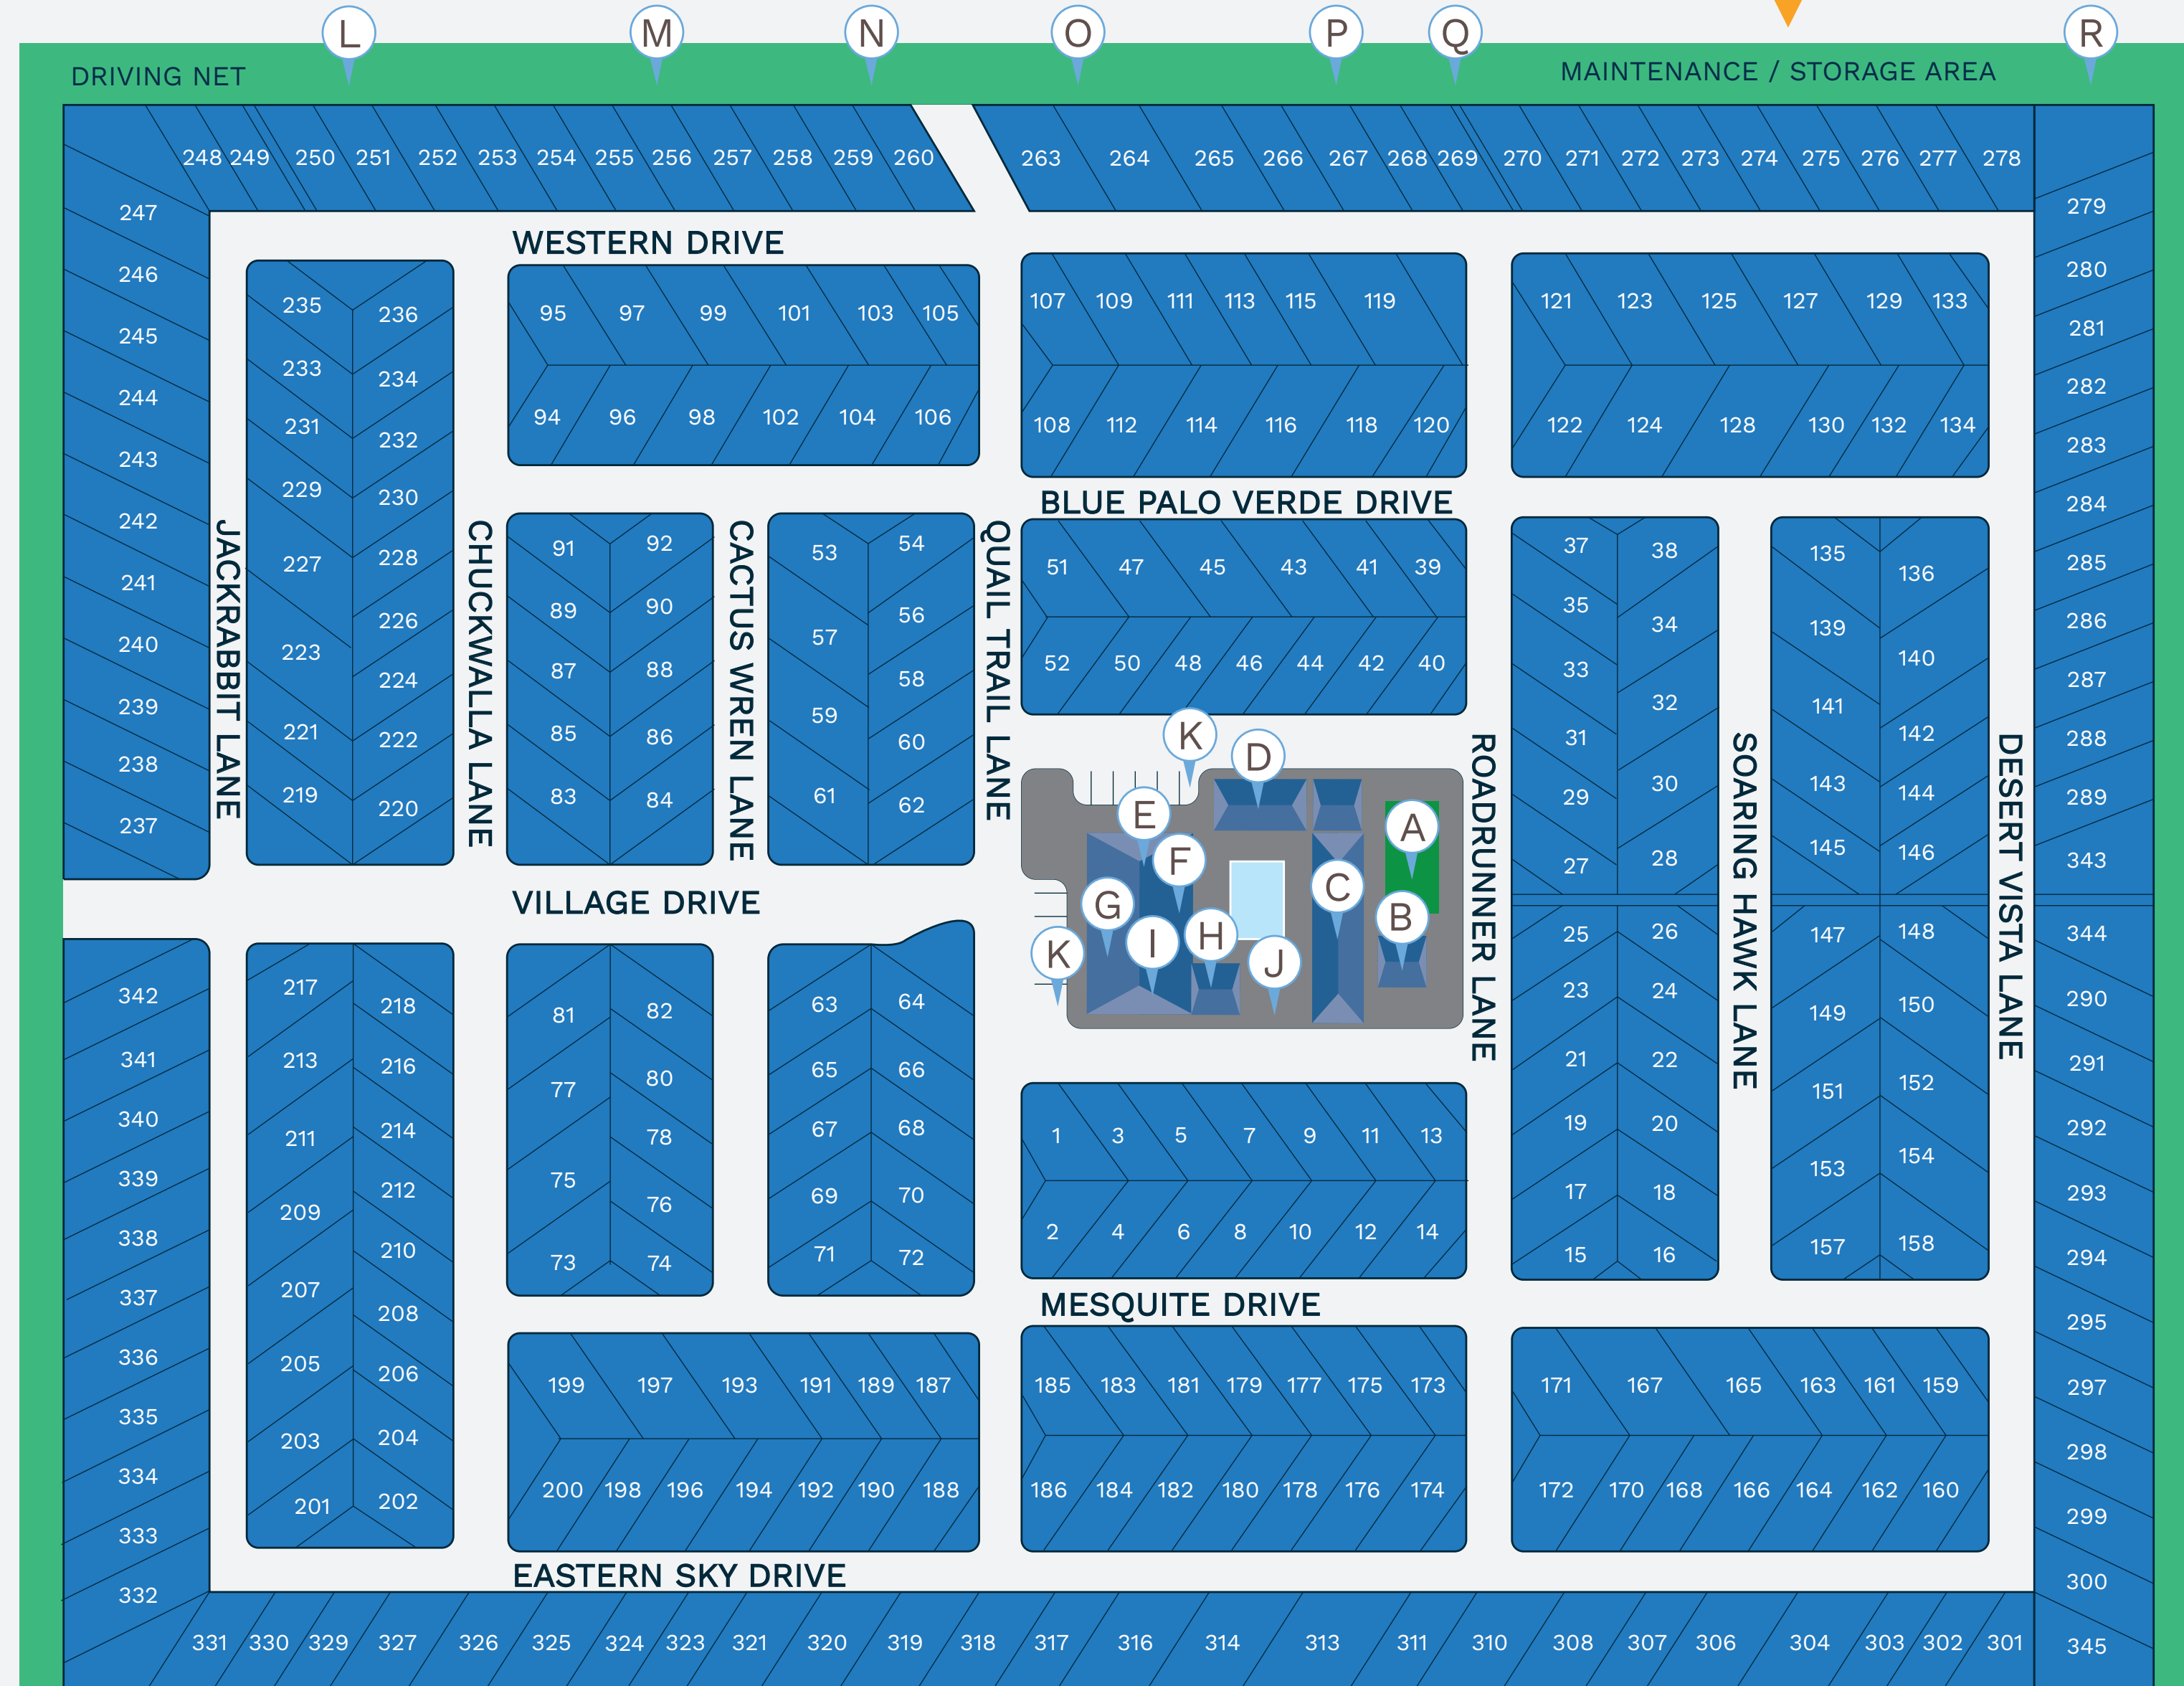 L M N O P Q R
DRIVING NET
MAINTENANCE / STORAGE AREA
248 249 250 251 252 253 254 255 256 257 258 259 260
263 264 265 266 267 268 269 270 271 272 273 274 275 276 277 278
247
246
245
244
243
242
241
240
239
238
237
342
341
340
339
338
337
336
335
334
333
332
JACKRABBIT LANE
235 236
233 234
231 232
229 230
227 228
226
223
224
221 222
219 220
217 218
213 216
211 214
212
209
210
207 208
205 206
203 204
201 202
CHUCKWALLA LANE
WESTERN DRIVE
95 97 99 101 103 105
94 96 98 102 104 106
91 92
89 90
87 88
85 86
83 84
CACTUS WREN LANE
53 54
56
57
58
59
60
61 62
QUAIL TRAIL LANE
VILLAGE DRIVE
81 82
80
77
78
75
76
73 74
63 64
65 66
67 68
69 70
71 72
199 197 193 191 189 187
200 198 196 194 192 190 188
EASTERN SKY DRIVE
107 109 111 113 115 119
108 112 114 116 118 120
BLUE PALO VERDE DRIVE
51 47 45 43 41 39
52 50 48 46 44 42 40
K
D
E
A
F
C
G
B
H
I
K
J
1 3 5 7 9 11 13
2 4 6 8 10 12 14
MESQUITE DRIVE
185 183 181 179 177 175 173
186 184 182 180 178 176 174
ROADRUNNER LANE
121 123 125 127 129 133
122 124 128 130 132 134
37 38
35
34
33
32
31
30
29
28
27
25 26
23 24
21 22
19 20
17 18
15 16
SOARING HAWK LANE
135
136
139
140
141
142
143
144
145 146
147 148
149 150
151 152
153 154
157 158
171 167 165 163 161 159
172 170 168 166 164 162 160
DESERT VISTA LANE
279
280
281
282
283
284
285
286
287
288
289
343
344
290
291
292
293
294
295
297
298
299
300
345
331 330 329 327 326 325 324 323 321 320 319 318 317 316 314 313 311 310 308 307 306 304 303 302 301